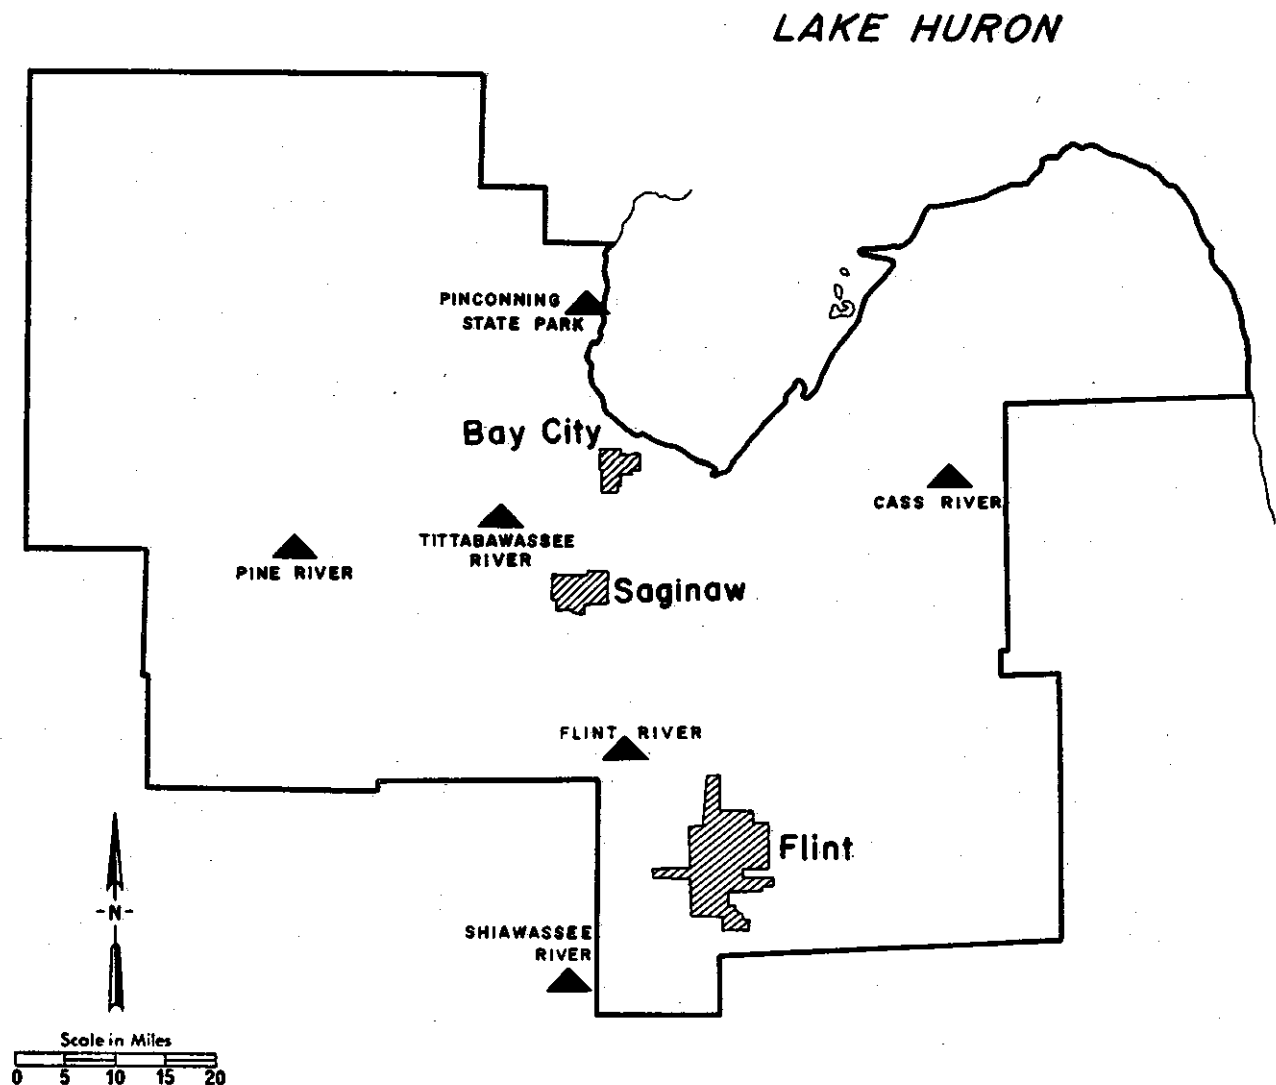 LAKE HURON
PINCONNING
STATE PARK
Bay City
CASS RIVER
TITTABAWASSEE
RIVER
PINE RIVER
Saginaw
FLINT RIVER
Flint
-N-
SHIAWASSEE
RIVER
Scale in Miles
0 5 10 15 20